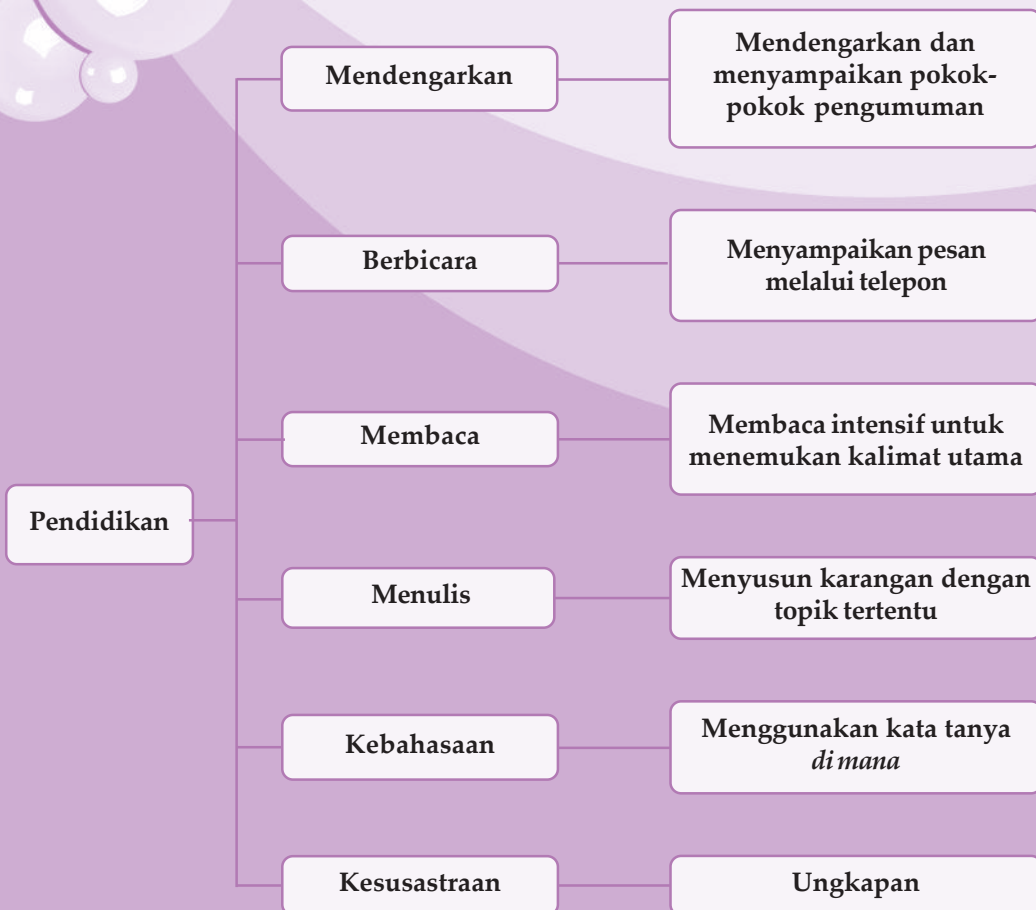 Mendengarkan
Mendengarkan dan
menyampaikan pokok-
pokok pengumuman
Berbicara
Menyampaikan pesan
melalui telepon
Membaca
Membaca intensif untuk
menemukan kalimat utama
Pendidikan
Menulis
Menyusun karangan dengan
topik tertentu
Kebahasaan
Menggunakan kata tanya
di mana
Kesusastraan
Ungkapan